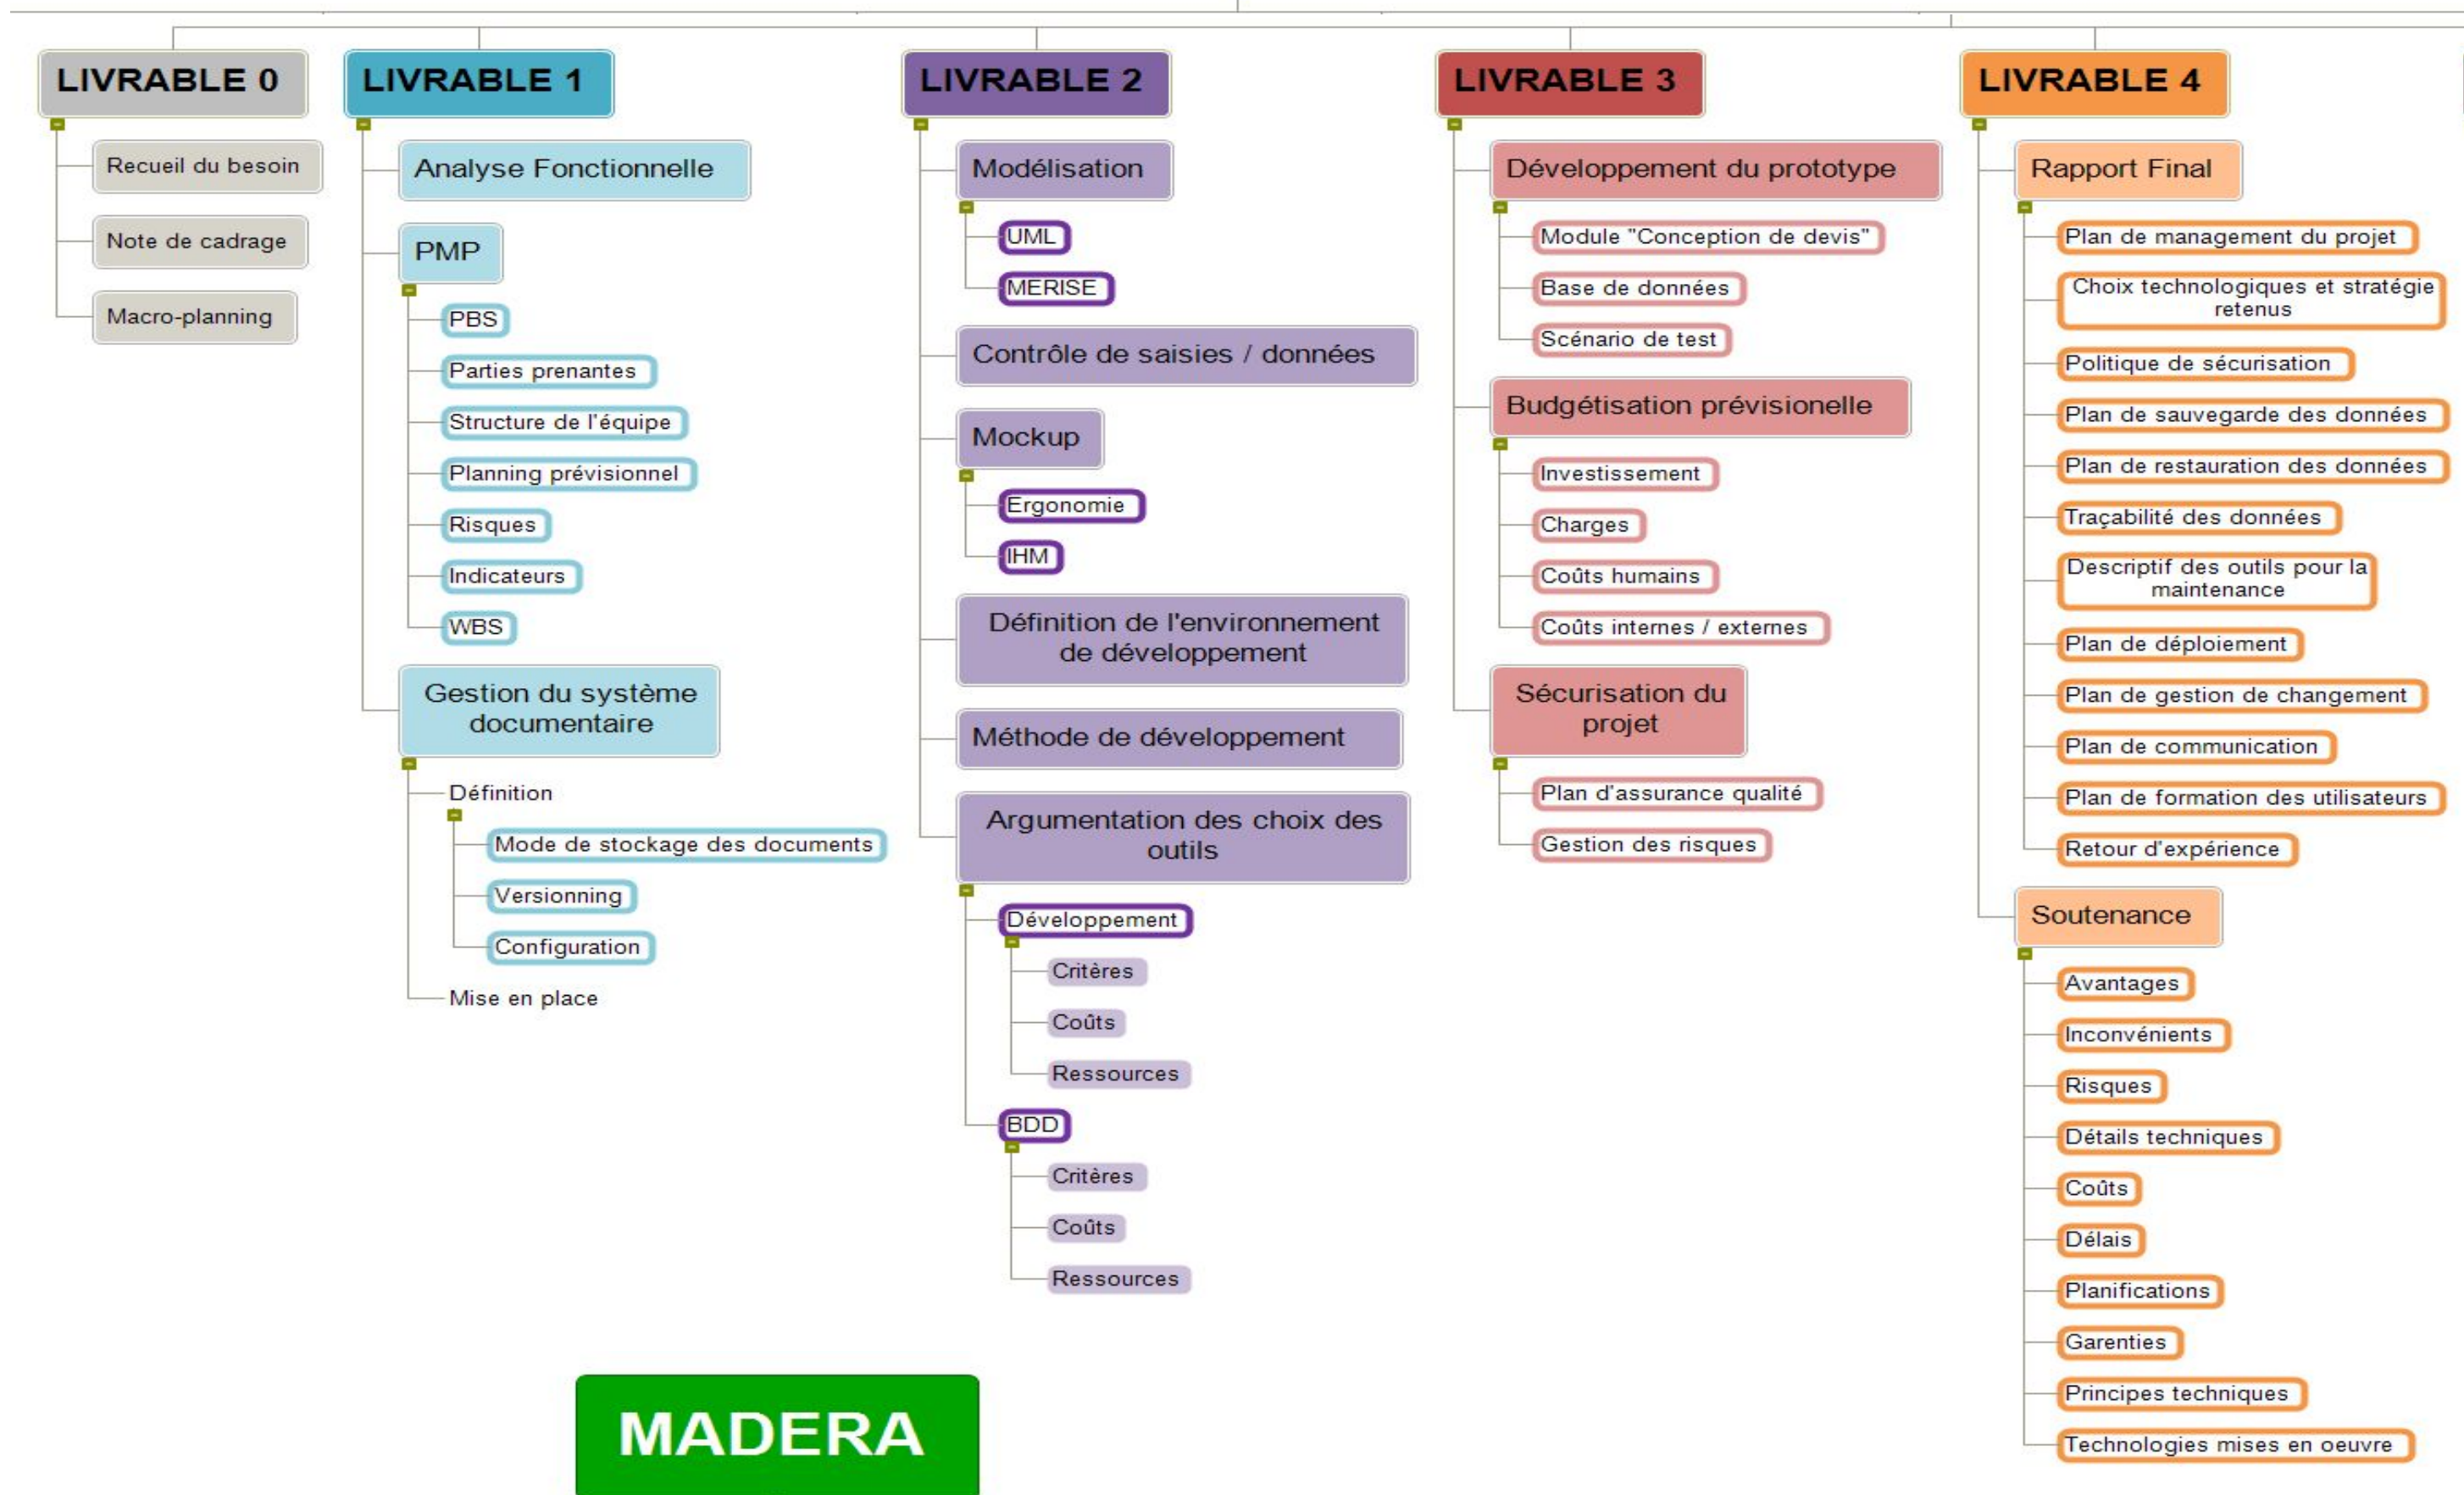 LIVRABLE 0
Recueil du besoin
Note de cadrage
Macro-planning
LIVRABLE 1
Analyse Fonctionnelle
PMP
PBS
Parties prenantes
Structure de l'équipe
Planning prévisionnel
Risques
Indicateurs
WBS
Gestion du système
documentaire
Définition
Mode de stockage des documents
Versionning
Configuration
Mise en place
LIVRABLE 2
Modélisation
UML
MERISE
Contrôle de saisies / données
Mockup
Ergonomie
IHM
Définition de l'environnement
de développement
Méthode de développement
Argumentation des choix des
outils
Développement
Critères
Coûts
Ressources
BDD
Critères
Coûts
Ressources
LIVRABLE 3
Développement du prototype
Module "Conception de devis"
Base de données
Scénario de test
Budgétisation prévisionelle
Investissement
Charges
Coûts humains
Coûts internes / externes
Sécurisation du
projet
Plan d'assurance qualité
Gestion des risques
LIVRABLE 4
Rapport Final
Plan de management du projet
Choix technologiques et stratégie
retenus
Politique de sécurisation
Plan de sauvegarde des données
Plan de restauration des données
Traçabilité des données
Descriptif des outils pour la
maintenance
Plan de déploiement
Plan de gestion de changement
Plan de communication
Plan de formation des utilisateurs
Retour d'expérience
Soutenance
Avantages
Inconvénients
Risques
Détails techniques
Coûts
Délais
Planifications
Garenties
Principes techniques
Technologies mises en oeuvre
MADERA